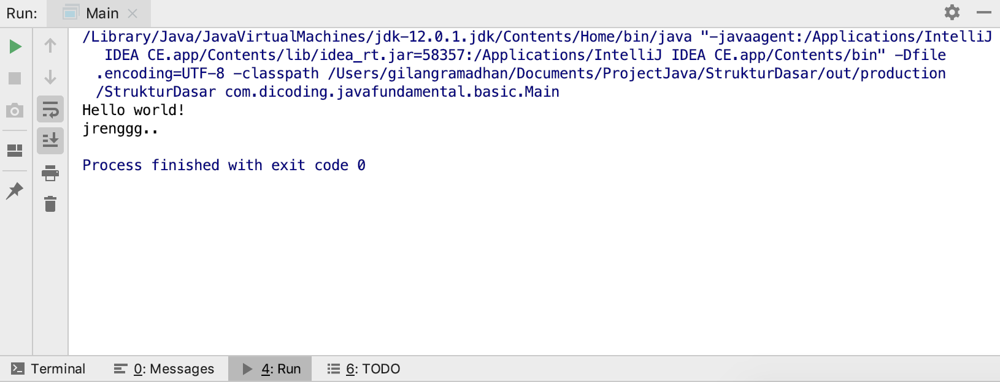 Run: Main
/Library/Java/JavaVirtualMachines/jdk-12.0.1.jdk/Contents/Home/bin/java "-javaagent:/Applications/IntelliJ
IDEA CE.app/Contents/lib/idea_rt.jar=58357:/Applications/IntelliJ IDEA CE.app/Contents/bin" -Dfile
.encoding=UTF-8 -classpath /Users/gilangramadhan/Documents/ProjectJava/StrukturDasar/out/production
/StrukturDasar com.dicoding.javafundamental.basic.Main
Hello world!
jrenggg..
Process finished with exit code 0
Terminal 0: Messages 4: Run 6: TODO